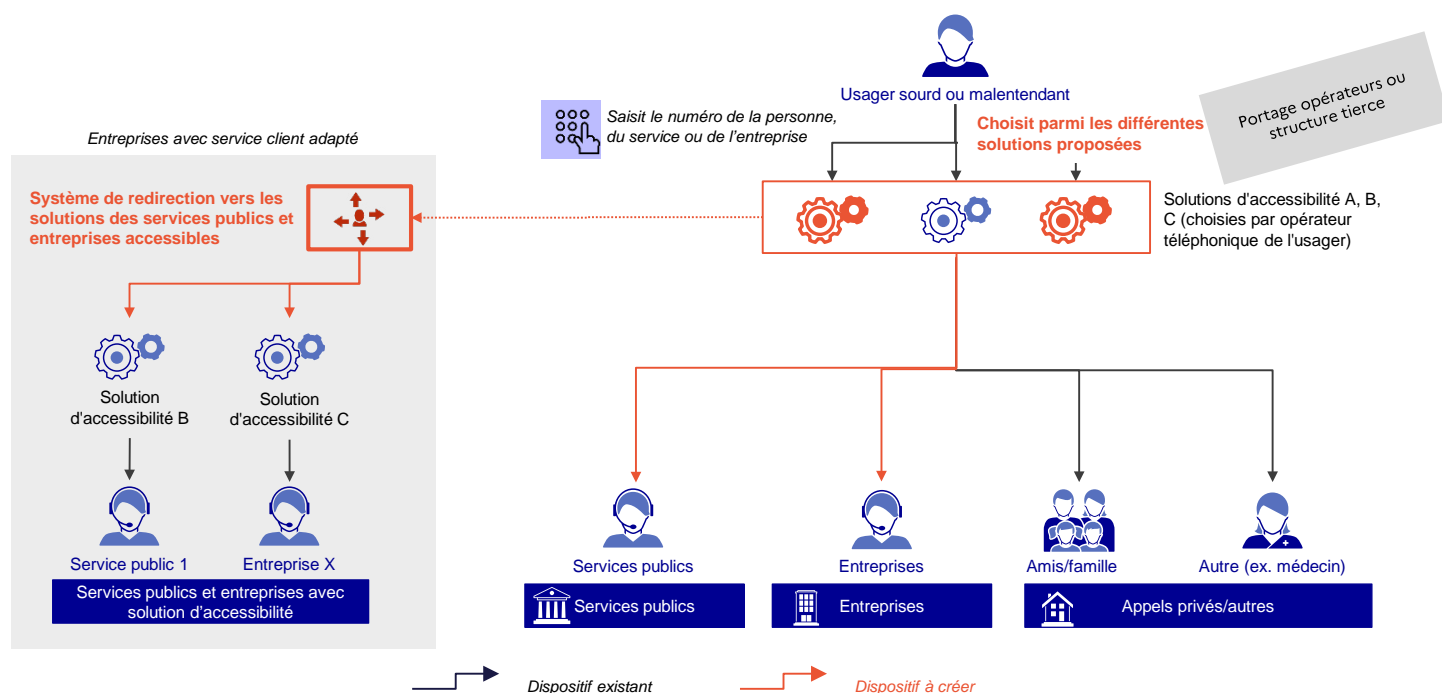 Usager sourd ou malentendant
Saisit le numéro de la personne,
du service ou de l'entreprise
Choisit parmi les différentes
solutions proposées
Portage opérateurs ou
structure tierce
Entreprises avec service client adapté
Système de redirection vers les
solutions des services publics et
entreprises accessibles
Solutions d'accessibilité A, B,
C (choisies par opérateur
téléphonique de l'usager)
Solution
d'accessibilité B
Solution
d'accessibilité C
Service public 1
Entreprise X
Services publics et entreprises avec
solution d'accessibilité
Services publics
Entreprises
Amis/famille
Autre (ex. médecin)
Services publics
Entreprises
Appels privés/autres
Dispositif existant
Dispositif à créer